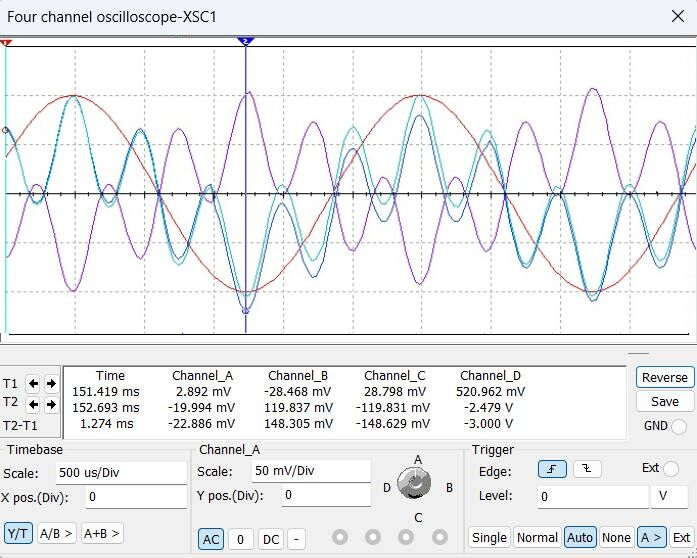 Four channel oscilloscope-XSC1
1
2
Time Channel_A Channel_B Channel_C Channel_D
T1 151.419 ms 2.892 mV -28.468 mV 28.798 mV 520.962 mV
T2 152.693 ms -19.994 mV 119.837 mV -119.831 mV -2.479 V
T2-T1 1.274 ms -22.886 mV 148.305 mV -148.629 mV -3.000 V
Reverse
Save
GND
Timebase
Scale: 500 us/Div
X pos.(Div): 0
Y/T A/B > A+B >
Channel_A
Scale: 50 mV/Div
Y pos.(Div): 0
AC 0 DC -
A
D B
C
Trigger
Edge: Ext
Level: 0 V
Single Normal Auto None A > Ext